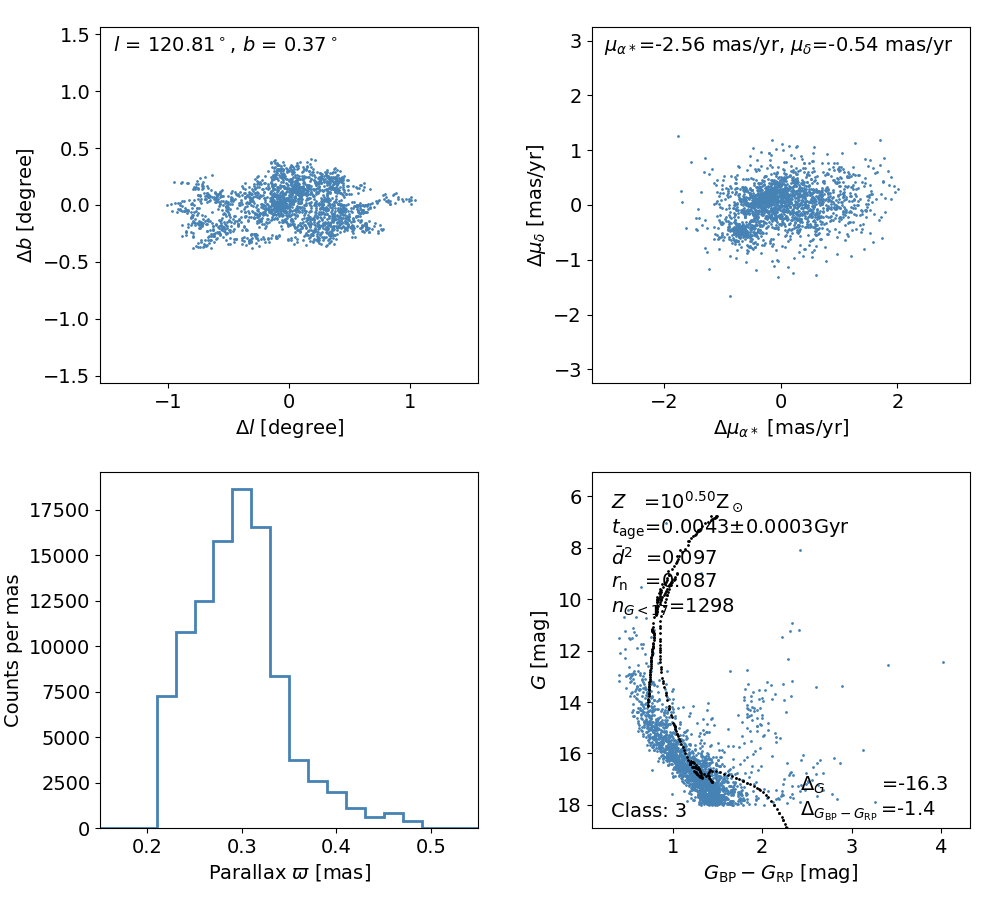 l = 120.81°, b = 0.37°
1.5
1.0
0.5
0.0
−0.5
−1.0
−1.5
Δb [degree]
−1 0 1
Δl [degree]
μα*=-2.56 mas/yr, μδ=-0.54 mas/yr
3
2
1
0
−1
−2
−3
Δμδ [mas/yr]
−2 0 2
Δμα* [mas/yr]
17500
15000
12500
10000
7500
5000
2500
0
Counts per mas
0.2 0.3 0.4 0.5
Parallax ϖ [mas]
Z =10^0.50 Z⊙
t_age=0.0043±0.0003Gyr
d̄² =0.097
r_n =0.087
n_G<17=1298
6
8
10
12
14
16
18
G [mag]
Δ_G =-16.3
Class: 3 Δ_GBP−GRP=-1.4
1 2 3 4
G_BP − G_RP [mag]